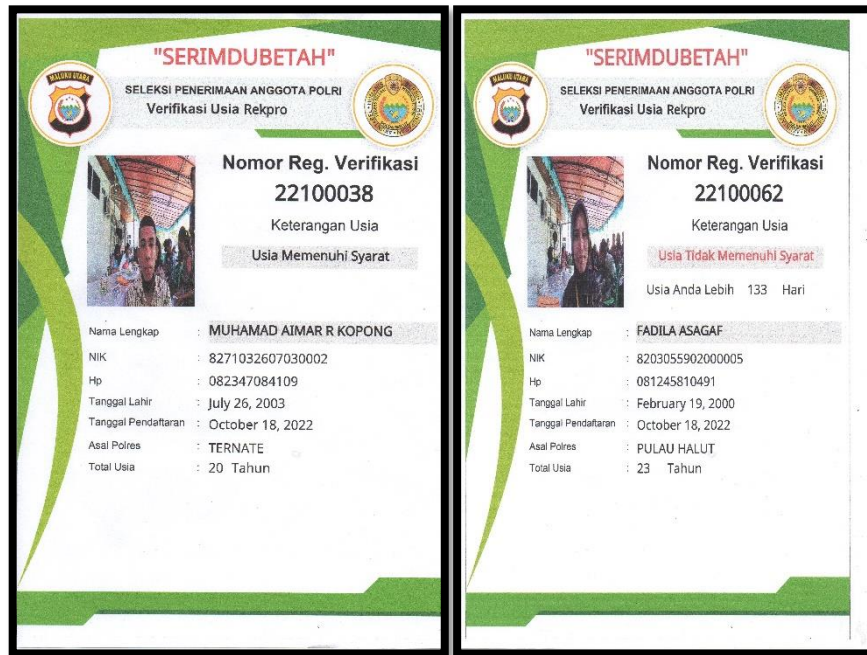 "SERIMDUBETAH"
MALUKU UTARA
SELEKSI PENERIMAAN ANGGOTA POLRI
Verifikasi Usia Rekpro
Nomor Reg. Verifikasi
22100038
Keterangan Usia
Usia Memenuhi Syarat
Nama Lengkap : MUHAMAD AIMAR R KOPONG
NIK : 8271032607030002
Hp : 082347084109
Tanggal Lahir : July 26, 2003
Tanggal Pendaftaran : October 18, 2022
Asal Polres : TERNATE
Total Usia : 20 Tahun
"SERIMDUBETAH"
MALUKU UTARA
SELEKSI PENERIMAAN ANGGOTA POLRI
Verifikasi Usia Rekpro
Nomor Reg. Verifikasi
22100062
Keterangan Usia
Usia Tidak Memenuhi Syarat
Usia Anda Lebih 133 Hari
Nama Lengkap : FADILA ASAGAF
NIK : 8203055902000005
Hp : 081245810491
Tanggal Lahir : February 19, 2000
Tanggal Pendaftaran : October 18, 2022
Asal Polres : PULAU HALUT
Total Usia : 23 Tahun